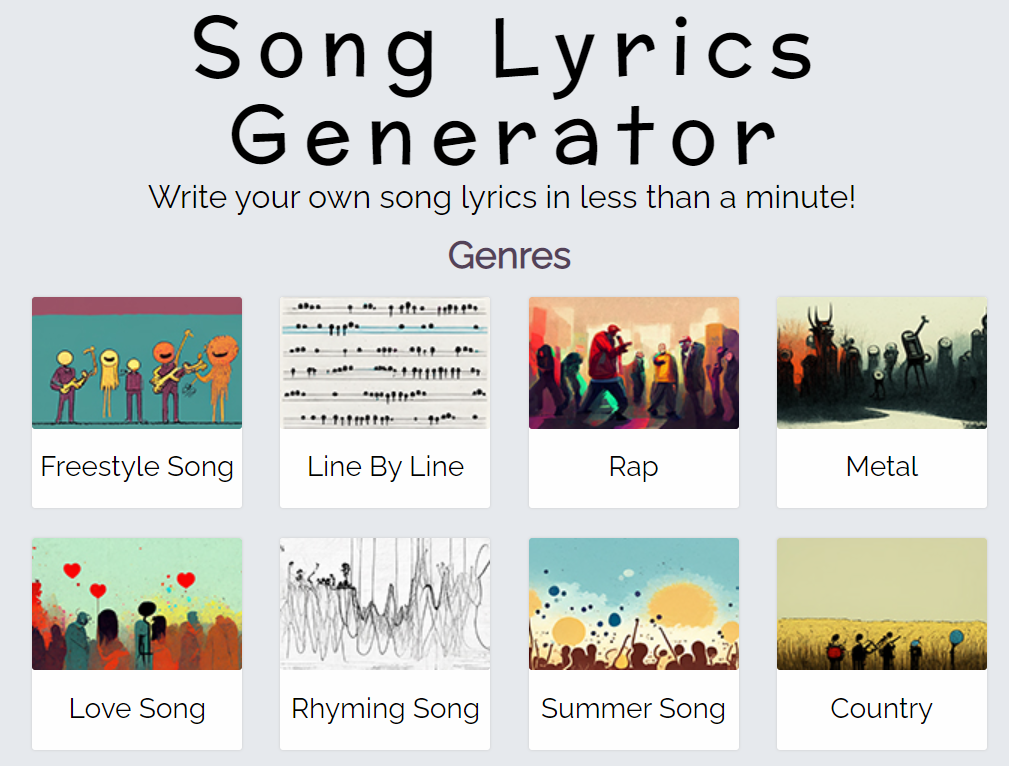 Song Lyrics
Generator
Write your own song lyrics in less than a minute!
Genres
Freestyle Song
Line By Line
Rap
Metal
Love Song
Rhyming Song
Summer Song
Country